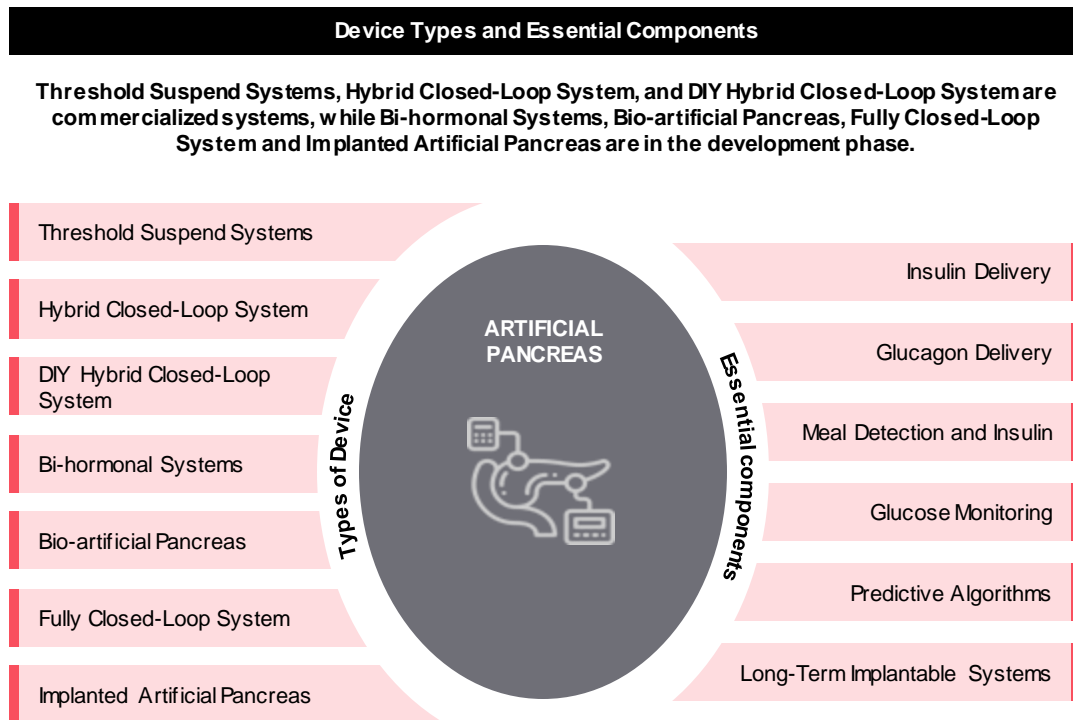 Device Types and Essential Components
Threshold Suspend Systems, Hybrid Closed-Loop System, and DIY Hybrid Closed-Loop System are
commercialized systems, while Bi-hormonal Systems, Bio-artificial Pancreas, Fully Closed-Loop
System and Implanted Artificial Pancreas are in the development phase.
Threshold Suspend Systems
Hybrid Closed-Loop System
DIY Hybrid Closed-Loop
System
Bi-hormonal Systems
Bio-artificial Pancreas
Fully Closed-Loop System
Implanted Artificial Pancreas
Types of Device
ARTIFICIAL
PANCREAS
Essential components
Insulin Delivery
Glucagon Delivery
Meal Detection and Insulin
Glucose Monitoring
Predictive Algorithms
Long-Term Implantable Systems